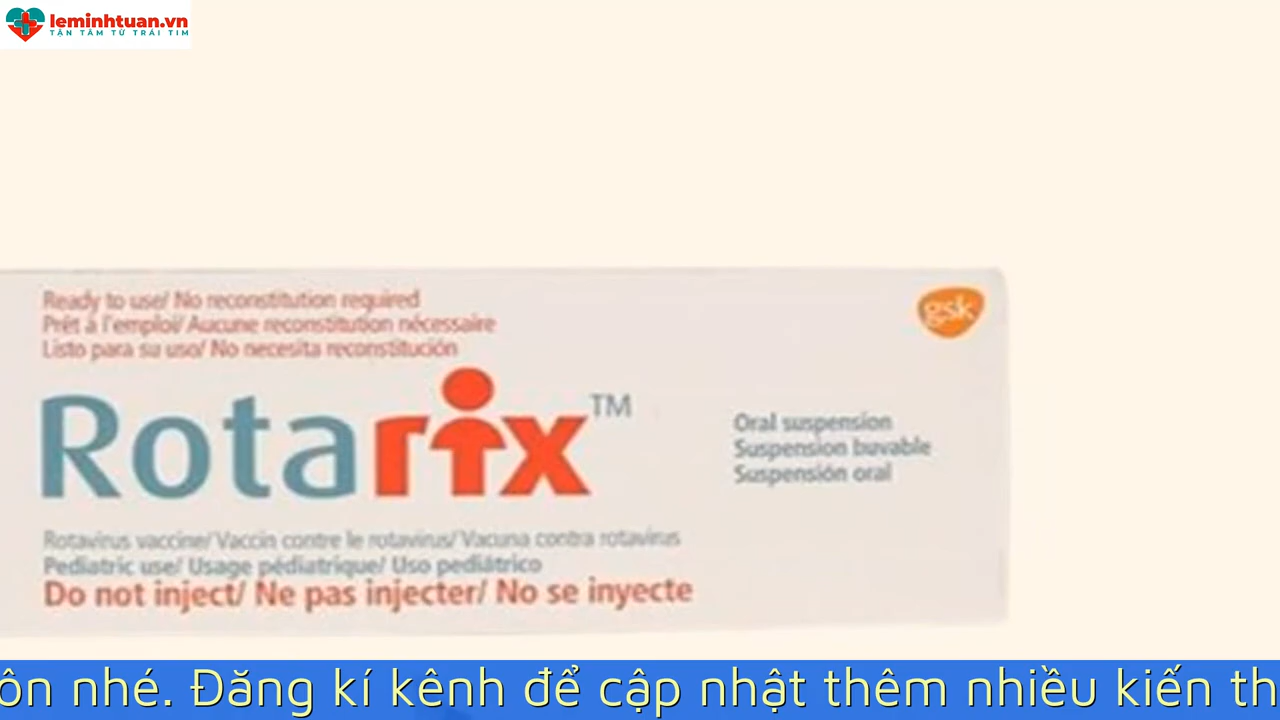 leminhtuan.vn
TẬN TÂM TỪ TRÁI TIM
Ready to use/ No reconstitution required
Prêt à l'emploi/ Aucune reconstitution nécessaire
Listo para su uso/ No necesita reconstitución
gsk
Rotarix™
Oral suspension
Suspension buvable
Suspensión oral
Rotavirus vaccine/ Vaccin contre le rotavirus/ Vacuna contra rotavirus
Pediatric use/ Usage pédiatrique/ Uso pediátrico
Do not inject/ Ne pas injecter/ No se inyecte
ôn nhé. Đăng kí kênh để cập nhật thêm nhiều kiến th